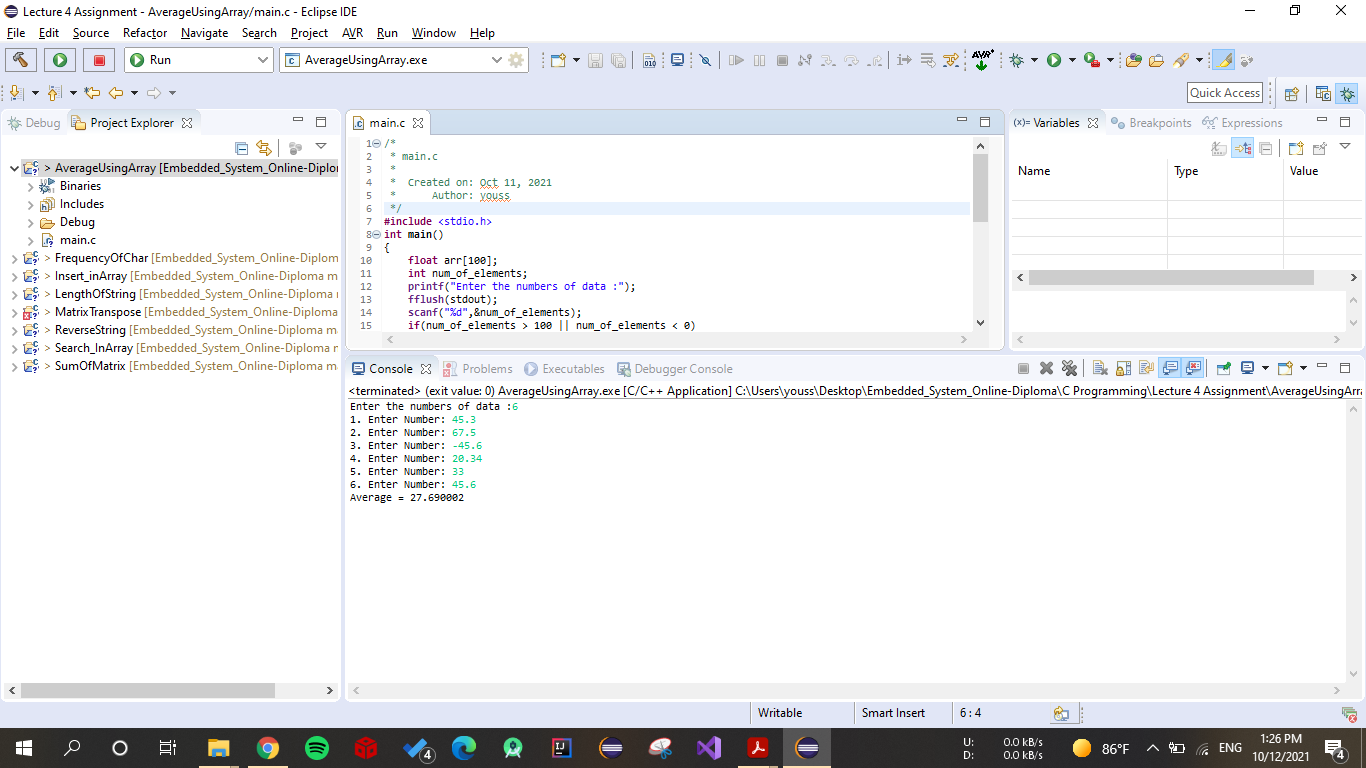 Lecture 4 Assignment - AverageUsingArray/main.c - Eclipse IDE
File Edit Source Refactor Navigate Search Project AVR Run Window Help
Run
AverageUsingArray.exe
Quick Access
Debug
Project Explorer
> AverageUsingArray [Embedded_System_Online-Diplo
Binaries
Includes
Debug
main.c
> FrequencyOfChar [Embedded_System_Online-Diploma
> Insert_inArray [Embedded_System_Online-Diploma m
> LengthOfString [Embedded_System_Online-Diploma
> MatrixTranspose [Embedded_System_Online-Diploma
> ReverseString [Embedded_System_Online-Diploma m
> Search_InArray [Embedded_System_Online-Diploma
> SumOfMatrix [Embedded_System_Online-Diploma m
main.c
1 /*
2  * main.c
3  *
4  *  Created on: Oct 11, 2021
5  *      Author: youss
6  */
7 #include <stdio.h>
8 int main()
9 {
10     float arr[100];
11     int num_of_elements;
12     printf("Enter the numbers of data :");
13     fflush(stdout);
14     scanf("%d",&num_of_elements);
15     if(num_of_elements > 100 || num_of_elements < 0)
(x)= Variables
Breakpoints
Expressions
Name Type Value
Console
Problems
Executables
Debugger Console
<terminated> (exit value: 0) AverageUsingArray.exe [C/C++ Application] C:\Users\youss\Desktop\Embedded_System_Online-Diploma\C Programming\Lecture 4 Assignment\AverageUsingArra
Enter the numbers of data :6
1. Enter Number: 45.3
2. Enter Number: 67.5
3. Enter Number: -45.6
4. Enter Number: 20.34
5. Enter Number: 33
6. Enter Number: 45.6
Average = 27.690002
Writable
Smart Insert
6 : 4
4
U: 0.0 kB/s
D: 0.0 kB/s
86°F
ENG
1:26 PM
10/12/2021
4